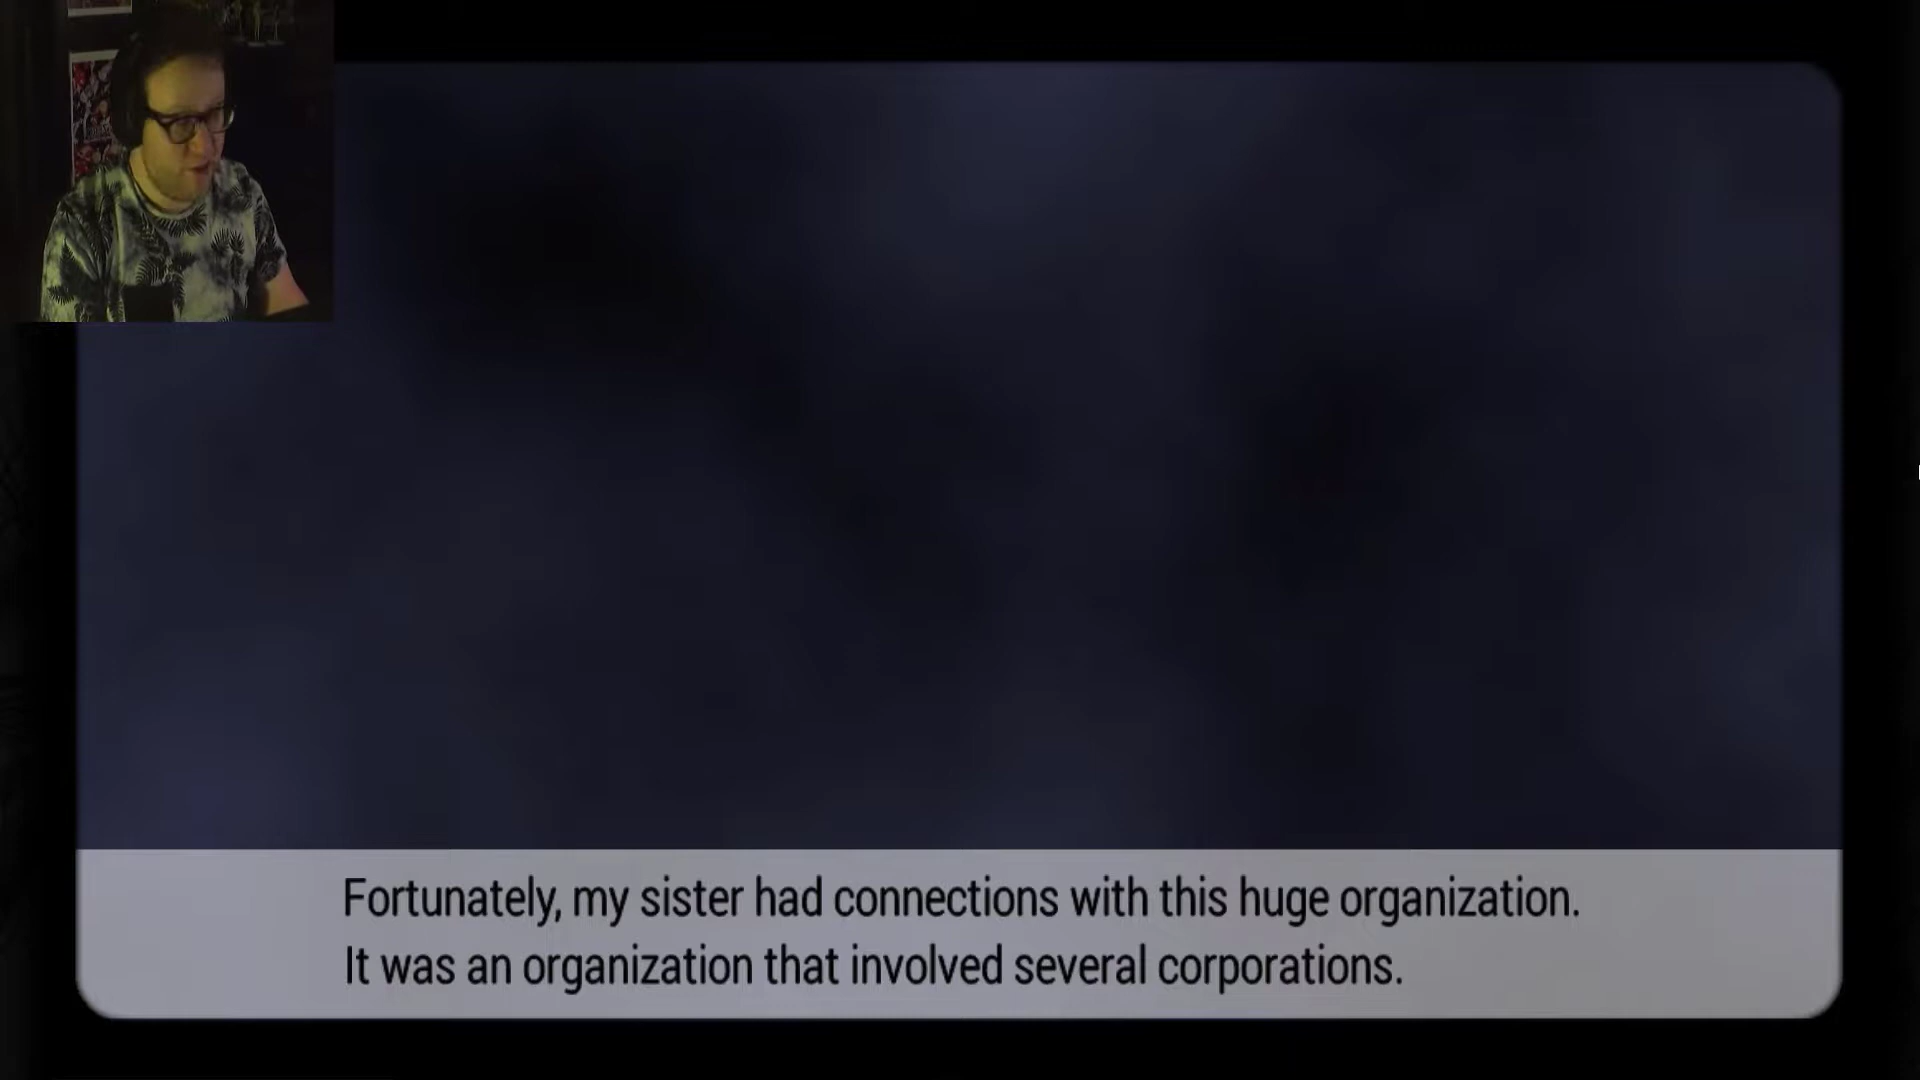 Fortunately, my sister had connections with this huge organization.
It was an organization that involved several corporations.